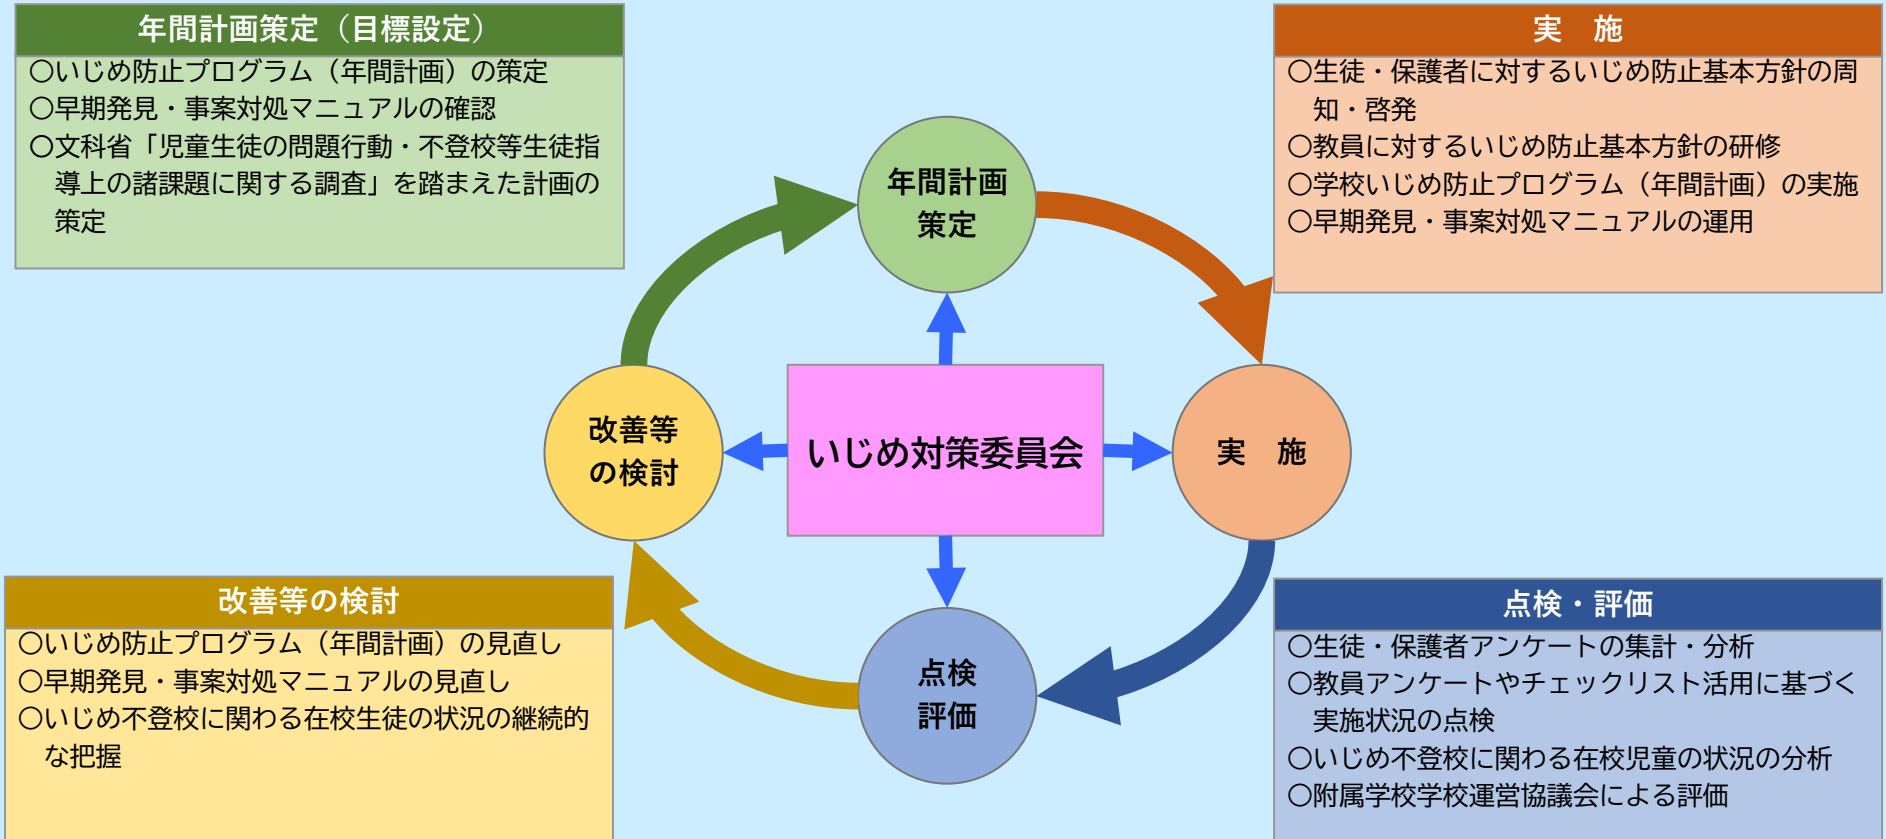 年間計画策定（目標設定）
〇いじめ防止プログラム（年間計画）の策定
〇早期発見・事案対処マニュアルの確認
〇文科省「児童生徒の問題行動・不登校等生徒指
導上の諸課題に関する調査」を踏まえた計画の
策定
実　施
〇生徒・保護者に対するいじめ防止基本方針の周
知・啓発
〇教員に対するいじめ防止基本方針の研修
〇学校いじめ防止プログラム（年間計画）の実施
〇早期発見・事案対処マニュアルの運用
年間計画
策定
改善等
の検討
いじめ対策委員会
実　施
点検
評価
改善等の検討
〇いじめ防止プログラム（年間計画）の見直し
〇早期発見・事案対処マニュアルの見直し
〇いじめ不登校に関わる在校生徒の状況の継続的
な把握
点検・評価
〇生徒・保護者アンケートの集計・分析
〇教員アンケートやチェックリスト活用に基づく
実施状況の点検
〇いじめ不登校に関わる在校児童の状況の分析
〇附属学校学校運営協議会による評価